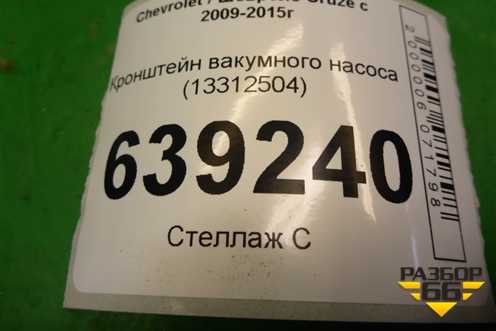 Chevrolet / Шевроле Cruze с
2009-2015г
Кронштейн вакумного насоса
(13312504)
639240
Стеллаж С
2000006071798
РАЗБОР
66